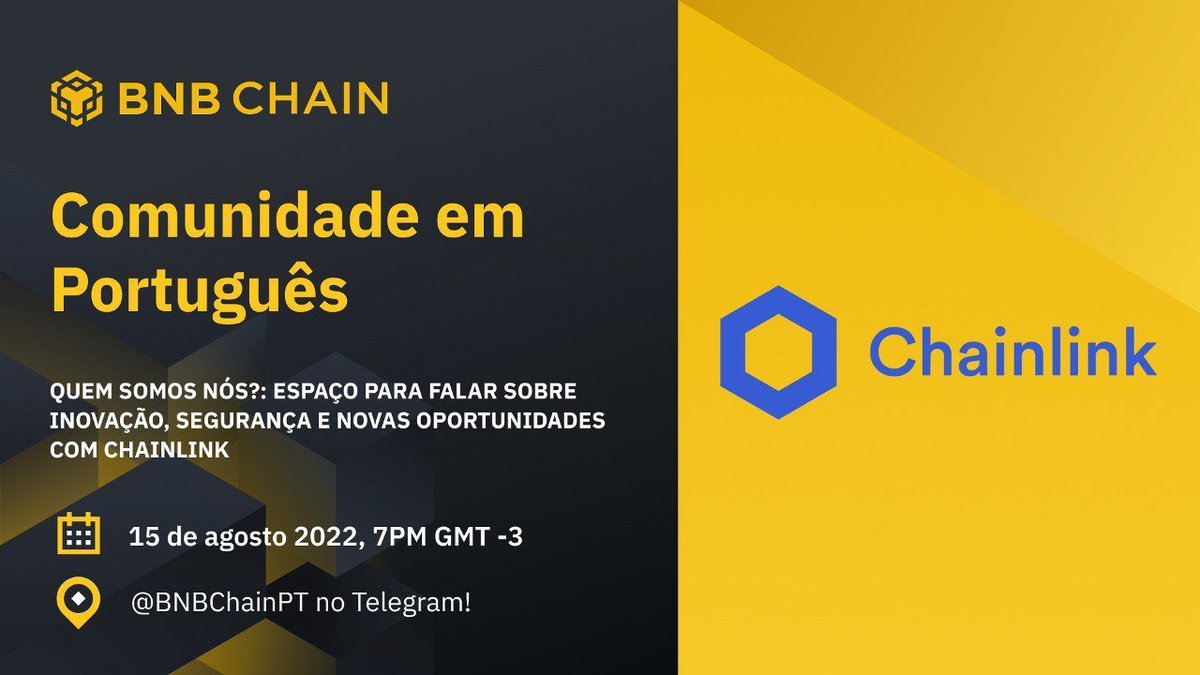 BNB CHAIN
Comunidade em
Português
QUEM SOMOS NÓS?: ESPAÇO PARA FALAR SOBRE
INOVAÇÃO, SEGURANÇA E NOVAS OPORTUNIDADES
COM CHAINLINK
15 de agosto 2022, 7PM GMT -3
@BNBChainPT no Telegram!
Chainlink